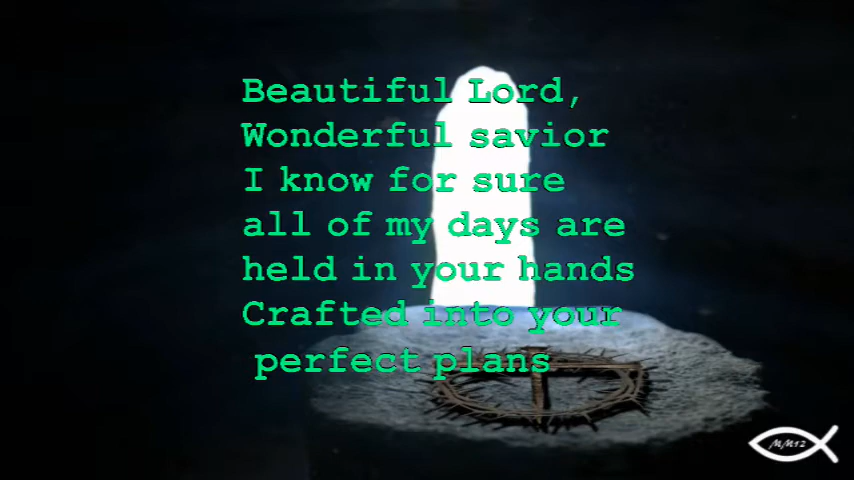 Beautiful Lord,
Wonderful savior
I know for sure
all of my days are
held in your hands
Crafted into your
perfect plans
MM12